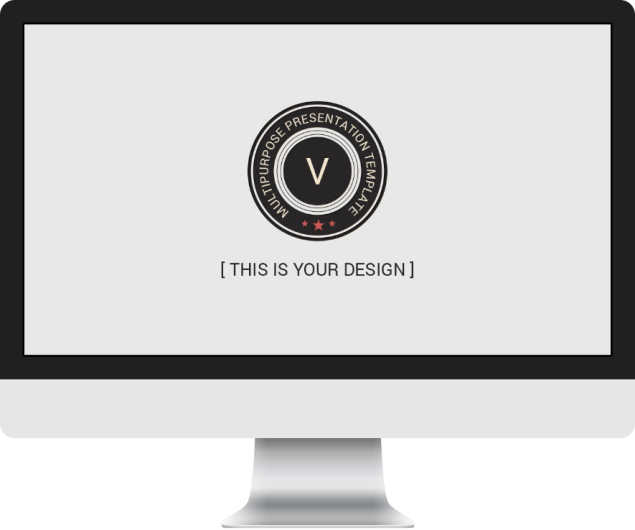 MULTIPURPOSE PRESENTATION TEMPLATE
V
[ THIS IS YOUR DESIGN ]